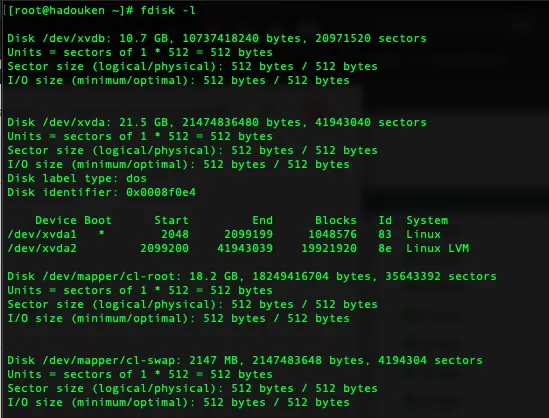 [[root@hadouken ~]# fdisk -l
Disk /dev/xvdb: 10.7 GB, 10737418240 bytes, 20971520 sectors
Units = sectors of 1 * 512 = 512 bytes
Sector size (logical/physical): 512 bytes / 512 bytes
I/O size (minimum/optimal): 512 bytes / 512 bytes
Disk /dev/xvda: 21.5 GB, 21474836480 bytes, 41943040 sectors
Units = sectors of 1 * 512 = 512 bytes
Sector size (logical/physical): 512 bytes / 512 bytes
I/O size (minimum/optimal): 512 bytes / 512 bytes
Disk label type: dos
Disk identifier: 0x0008f0e4
Device Boot Start End Blocks Id System
/dev/xvda1 * 2048 2099199 1048576 83 Linux
/dev/xvda2 2099200 41943039 19921920 8e Linux LVM
Disk /dev/mapper/cl-root: 18.2 GB, 18249416704 bytes, 35643392 sectors
Units = sectors of 1 * 512 = 512 bytes
Sector size (logical/physical): 512 bytes / 512 bytes
I/O size (minimum/optimal): 512 bytes / 512 bytes
Disk /dev/mapper/cl-swap: 2147 MB, 2147483648 bytes, 4194304 sectors
Units = sectors of 1 * 512 = 512 bytes
Sector size (logical/physical): 512 bytes / 512 bytes
I/O size (minimum/optimal): 512 bytes / 512 bytes